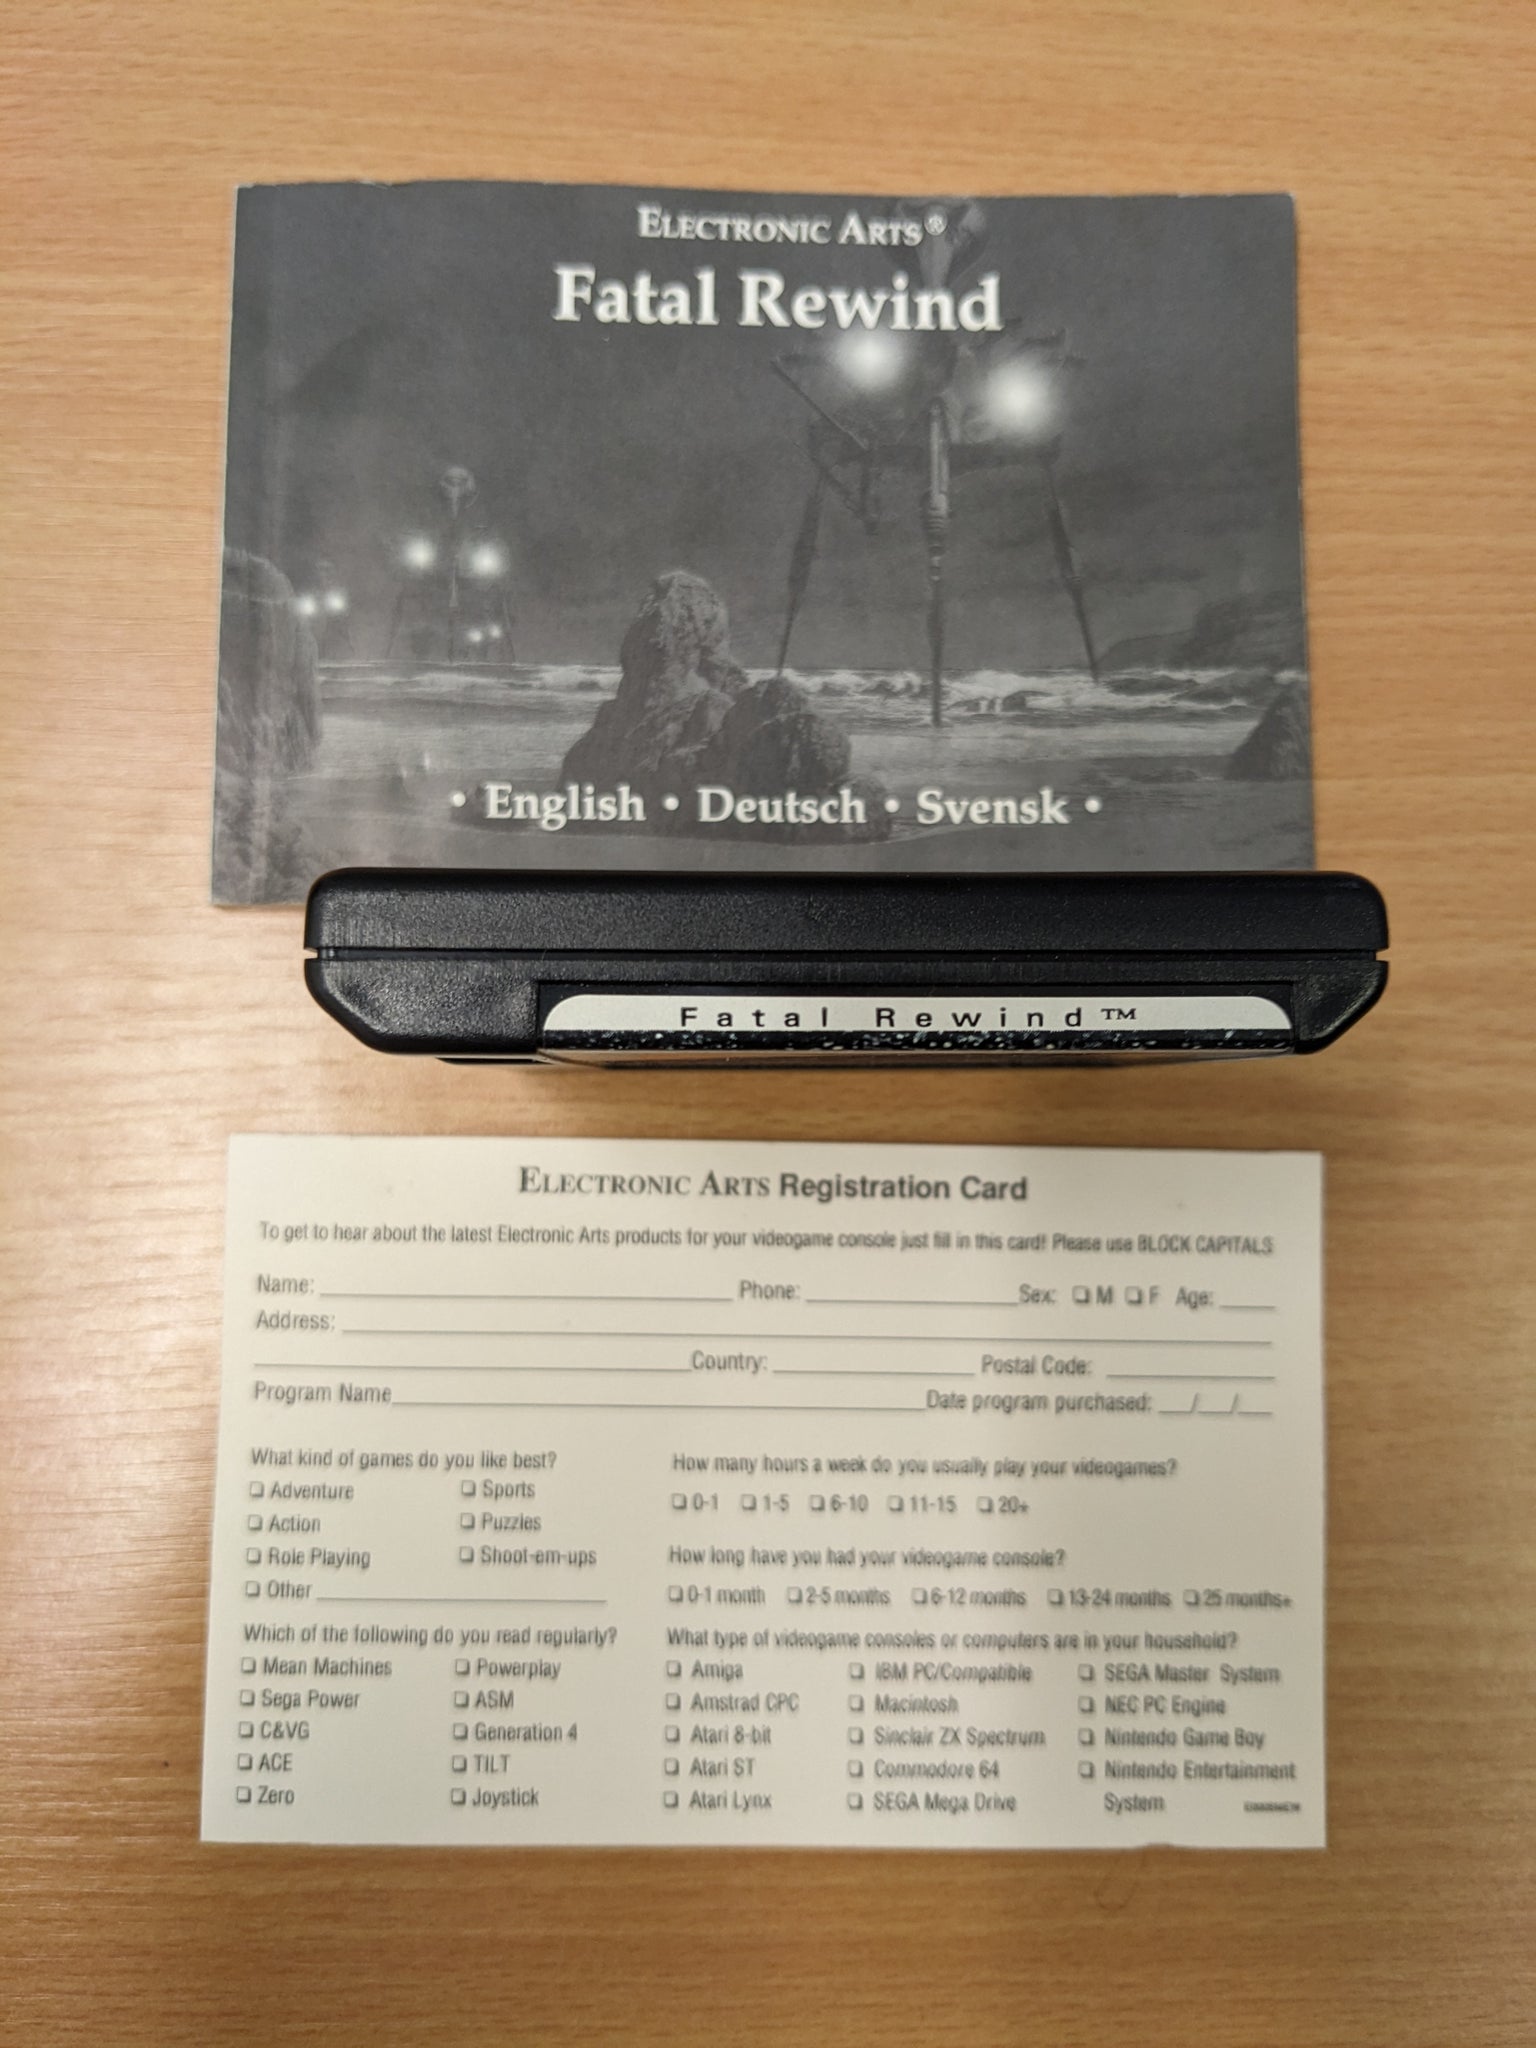 ELECTRONIC ARTS®
Fatal Rewind
• English • Deutsch • Svensk •
Fatal Rewind™
ELECTRONIC ARTS Registration Card
To get to hear about the latest Electronic Arts products for your videogame console just fill in this card! Please use BLOCK CAPITALS
Name: Phone: Sex: ❏ M ❏ F Age:
Address:
Country: Postal Code:
Program Name Date program purchased: __/__/__
What kind of games do you like best?
❏ Adventure ❏ Sports
❏ Action ❏ Puzzles
❏ Role Playing ❏ Shoot-em-ups
❏ Other
Which of the following do you read regularly?
❏ Mean Machines ❏ Powerplay
❏ Sega Power ❏ ASM
❏ C&VG ❏ Generation 4
❏ ACE ❏ TILT
❏ Zero ❏ Joystick
How many hours a week do you usually play your videogames?
❏ 0-1 ❏ 1-5 ❏ 6-10 ❏ 11-15 ❏ 20+
How long have you had your videogame console?
❏ 0-1 month ❏ 2-5 months ❏ 6-12 months ❏ 13-24 months ❏ 25 months+
What type of videogame consoles or computers are in your household?
❏ Amiga ❏ IBM PC/Compatible ❏ SEGA Master System
❏ Amstrad CPC ❏ Macintosh ❏ NEC PC Engine
❏ Atari 8-bit ❏ Sinclair ZX Spectrum ❏ Nintendo Game Boy
❏ Atari ST ❏ Commodore 64 ❏ Nintendo Entertainment
❏ Atari Lynx ❏ SEGA Mega Drive System